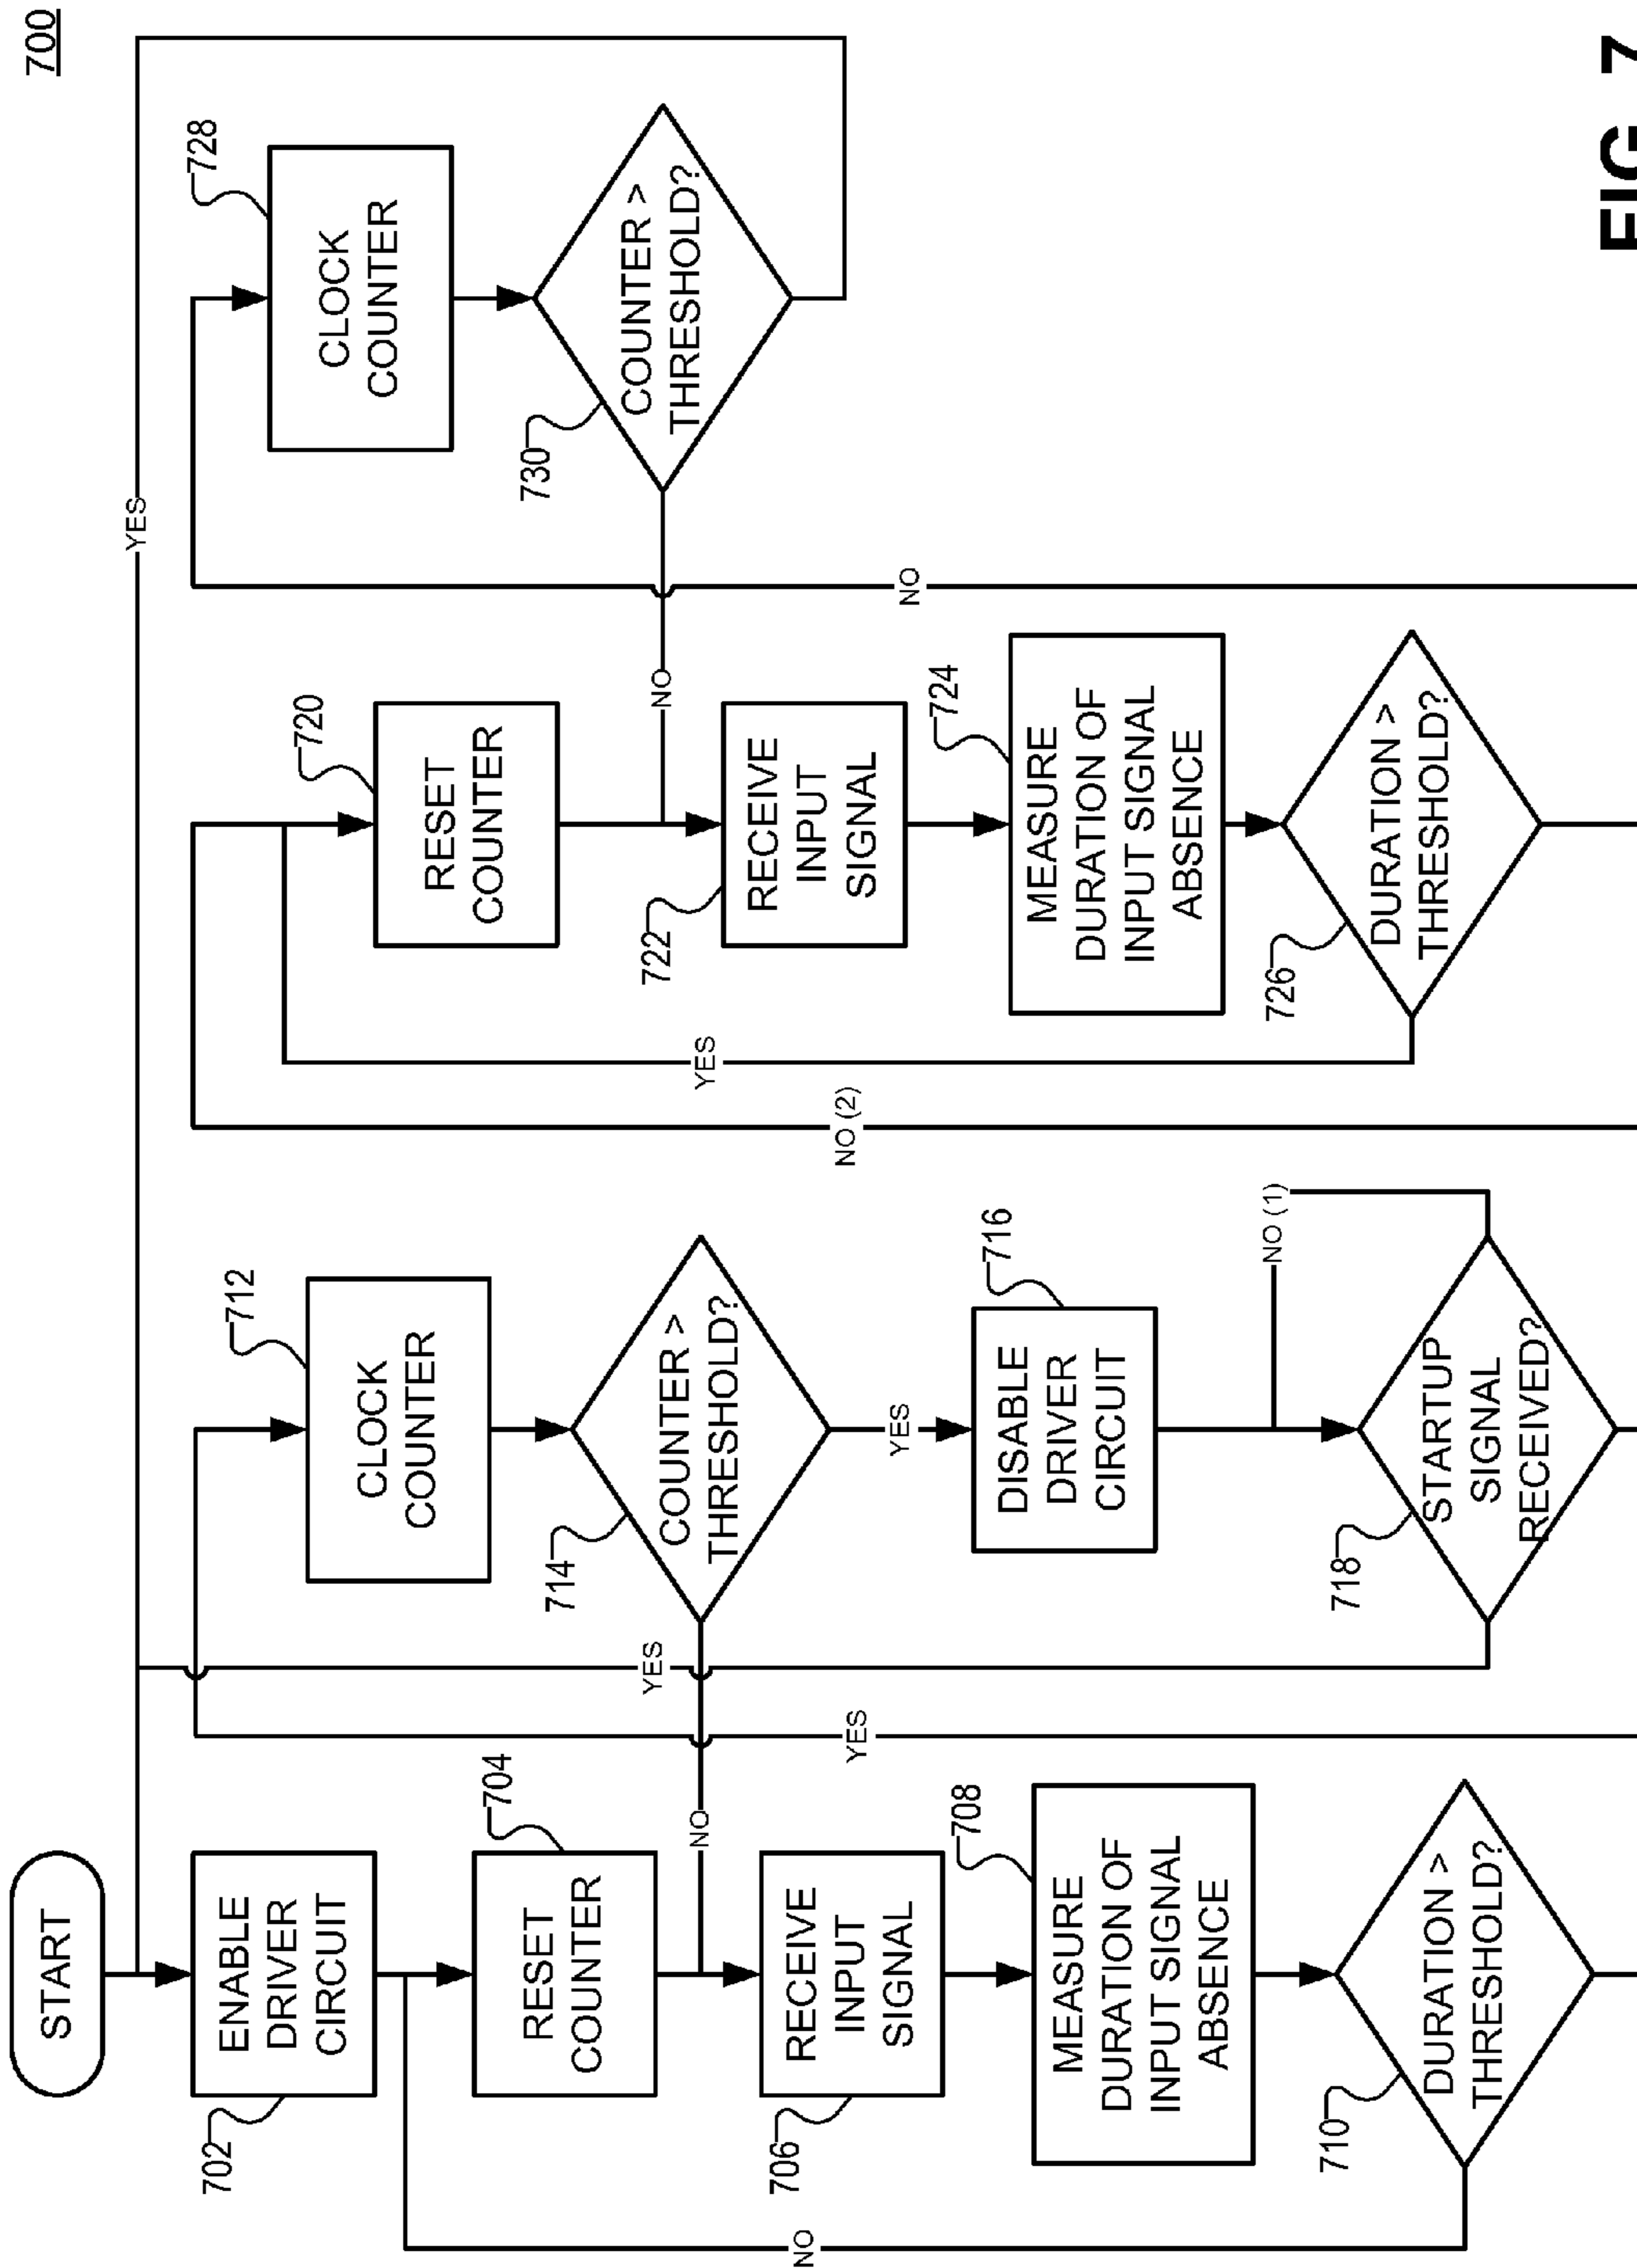 700
START
ENABLE
DRIVER
CIRCUIT
702
RESET
COUNTER
704
NO
RECEIVE
INPUT
SIGNAL
706
MEASURE
DURATION OF
INPUT SIGNAL
ABSENCE
708
DURATION >
THRESHOLD?
710
NO
YES
CLOCK
COUNTER
712
COUNTER >
THRESHOLD?
714
YES
YES
DISABLE
DRIVER
CIRCUIT
716
NO (1)
STARTUP
SIGNAL
RECEIVED?
718
NO (2)
RESET
COUNTER
720
NO
RECEIVE
INPUT
SIGNAL
722
MEASURE
DURATION OF
INPUT SIGNAL
ABSENCE
724
DURATION >
THRESHOLD?
726
YES
NO
CLOCK
COUNTER
728
COUNTER >
THRESHOLD?
730
YES
FIG. 7